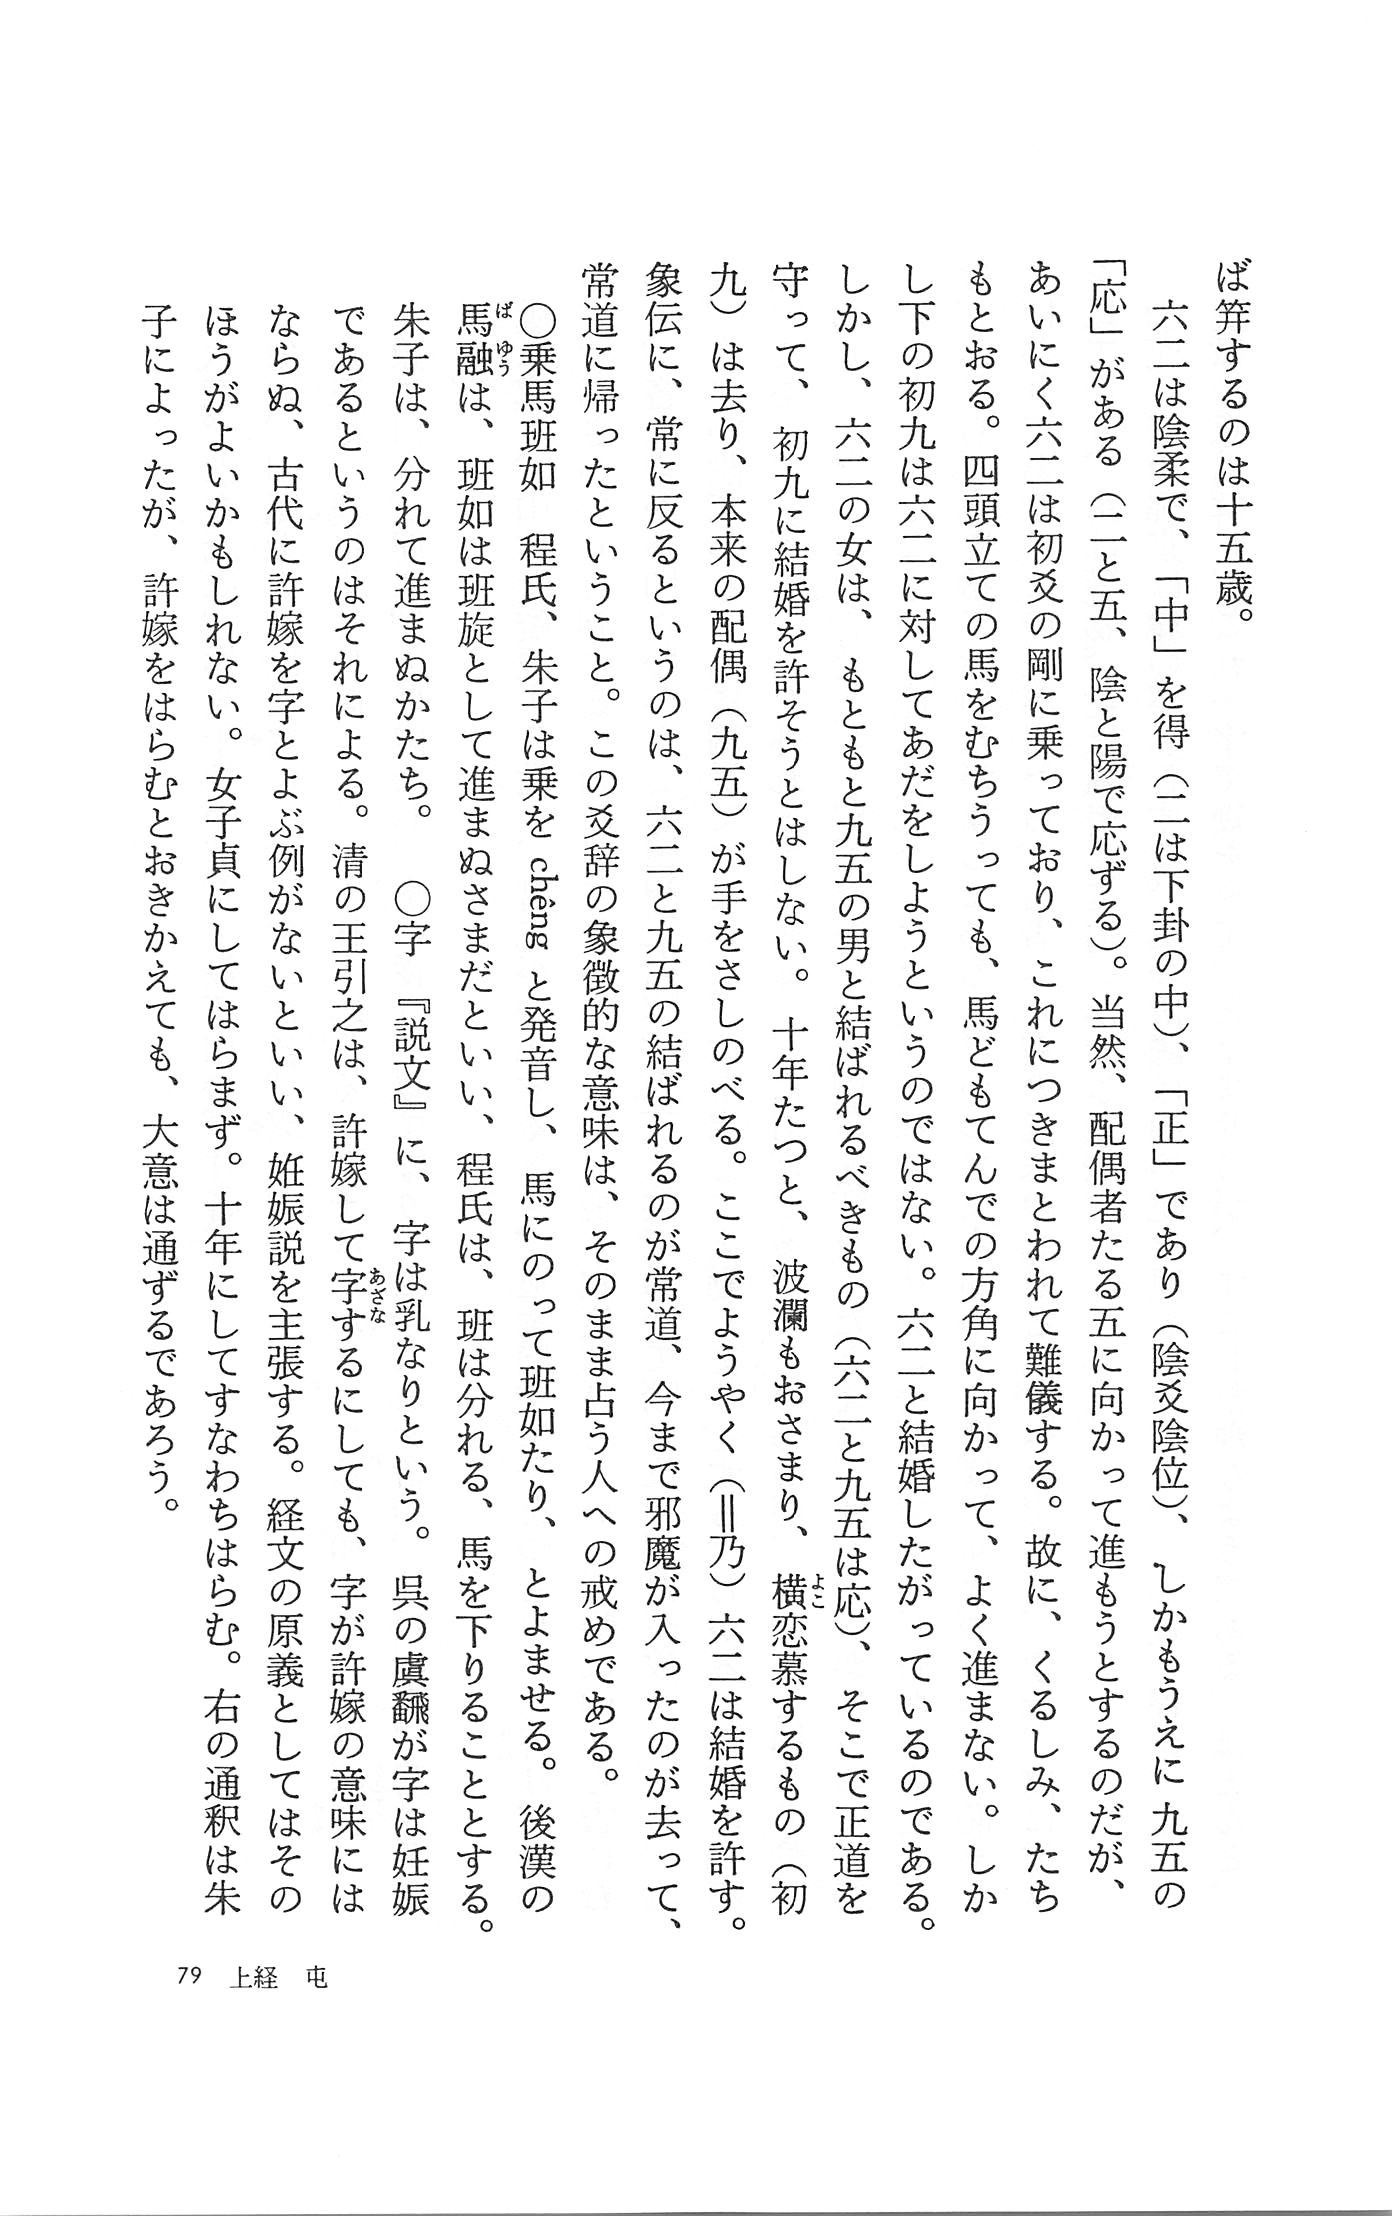 ば笄するのは十五歳。
六二は陰柔で、「中」を得（二は下卦の中）、「正」であり（陰爻陰位）、しかもうえに九五の
「応」がある（二と五、陰と陽で応ずる）。当然、配偶者たる五に向かって進もうとするのだが、
あいにく六二は初爻の剛に乗っており、これにつきまとわれて難儀する。故に、くるしみ、たち
もとおる。四頭立ての馬をむちうっても、馬どもてんでの方角に向かって、よく進まない。しか
し下の初九は六二に対してあだをしようというのではない。六二と結婚したがっているのである。
しかし、六二の女は、もともと九五の男と結ばれるべきもの（六二と九五は応）、そこで正道を
守って、初九に結婚を許そうとはしない。十年たつと、波瀾もおさまり、横恋慕するもの（初
九）は去り、本来の配偶（九五）が手をさしのべる。ここでようやく（＝乃）六二は結婚を許す。
象伝に、常に反るというのは、六二と九五の結ばれるのが常道、今まで邪魔が入ったのが去って、
常道に帰ったということ。この爻辞の象徴的な意味は、そのまま占う人への戒めである。
○乗馬班如　程氏、朱子は乗を chêng と発音し、馬にのって班如たり、とよませる。後漢の
馬融は、班如は班旋として進まぬさまだといい、程氏は、班は分れる、馬を下りることとする。
朱子は、分れて進まぬかたち。　○字　『説文』に、字は乳なりという。呉の虞翻が字は妊娠
であるというのはそれによる。清の王引之は、許嫁して字するにしても、字が許嫁の意味には
ならぬ、古代に許嫁を字とよぶ例がないといい、妊娠説を主張する。経文の原義としてはその
ほうがよいかもしれない。女子貞にしてはらまず。十年にしてすなわちはらむ。右の通釈は朱
子によったが、許嫁をはらむとおきかえても、大意は通ずるであろう。
79　上経　屯